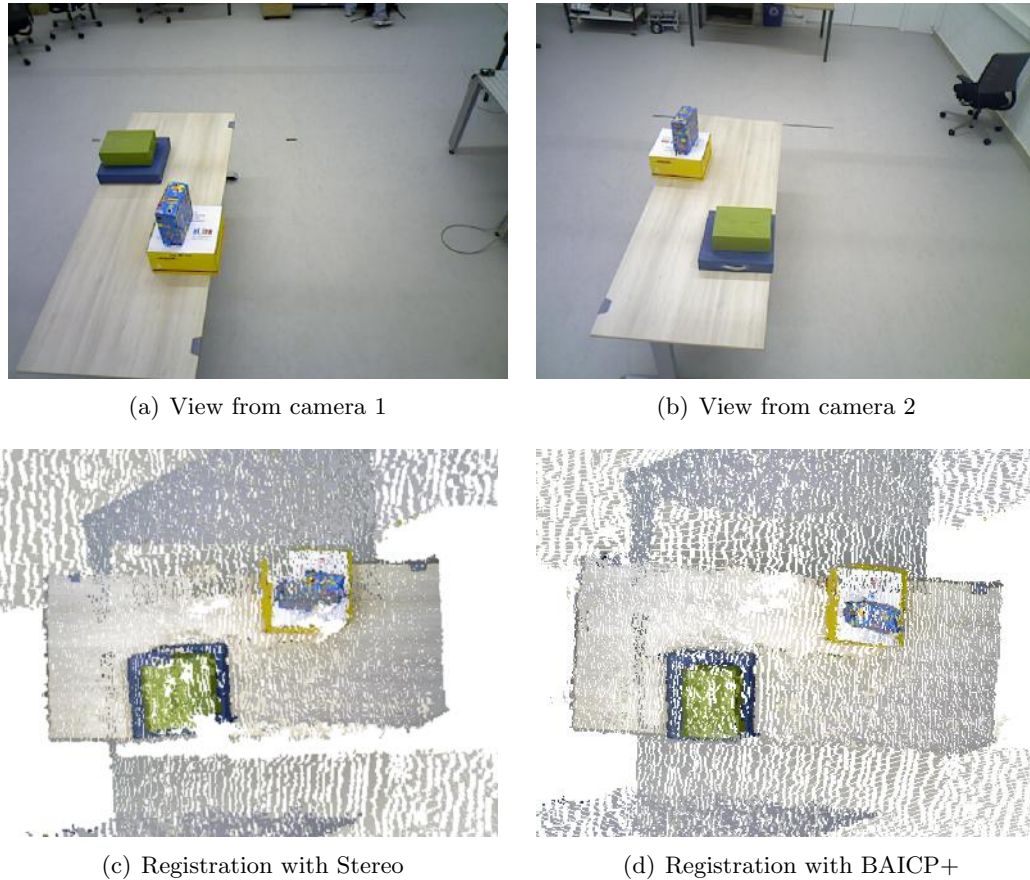 (a) View from camera 1
(b) View from camera 2
(c) Registration with Stereo
(d) Registration with BAICP+